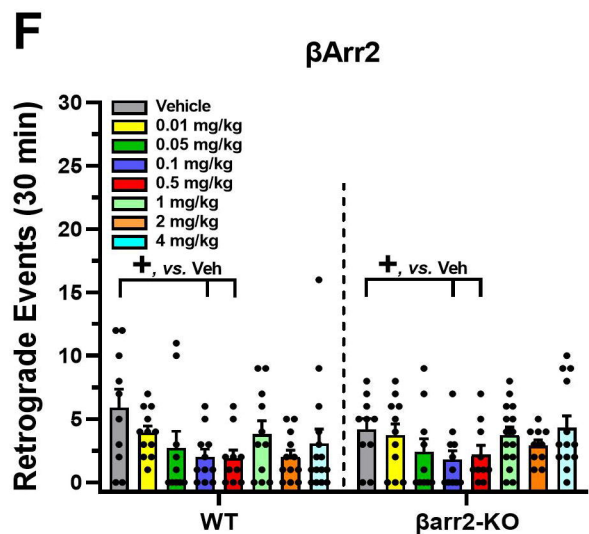 F
βArr2
Retrograde Events (30 min)
30
25
20
15
10
5
0
Vehicle
0.01 mg/kg
0.05 mg/kg
0.1 mg/kg
0.5 mg/kg
1 mg/kg
2 mg/kg
4 mg/kg
+, vs. Veh
+, vs. Veh
WT
βarr2-KO